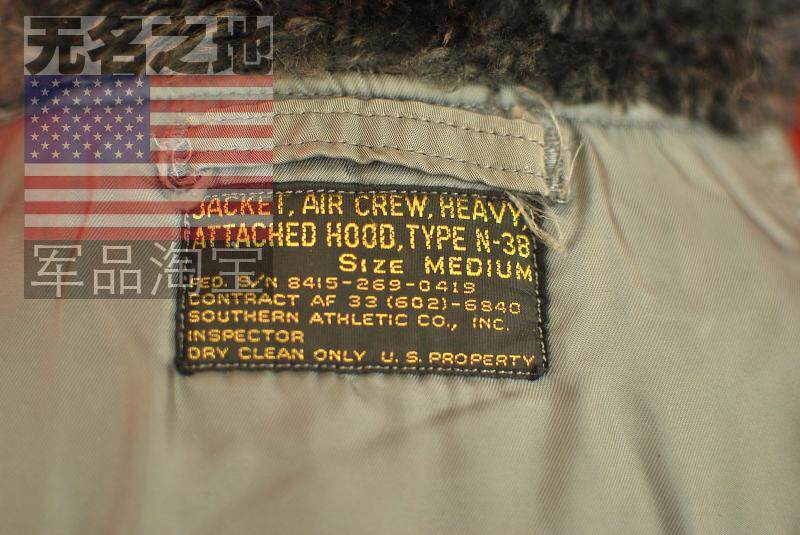 无名之地
军品淘宝
JACKET, AIR CREW, HEAVY,
ATTACHED HOOD, TYPE N-3B
SIZE MEDIUM
FED. S/N 8415-269-0419
CONTRACT AF 33 (602)-6840
SOUTHERN ATHLETIC CO., INC.
INSPECTOR
DRY CLEAN ONLY U. S. PROPERTY